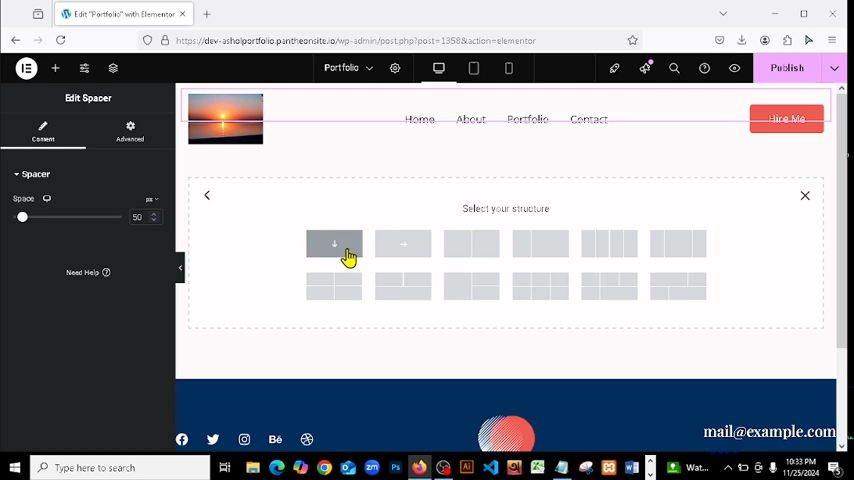 Edit "Portfolio" with Elementor
https://dev-asholportfolio.pantheonsite.io/wp-admin/post.php?post=1358&action=elementor
Portfolio
Publish
Edit Spacer
Content
Advanced
Spacer
Space
px
50
Need Help
Home
About
Portfolio
Contact
Hire Me
Select your structure
mail@example.com
Type here to search
Wat...
10:33 PM
11/25/2024